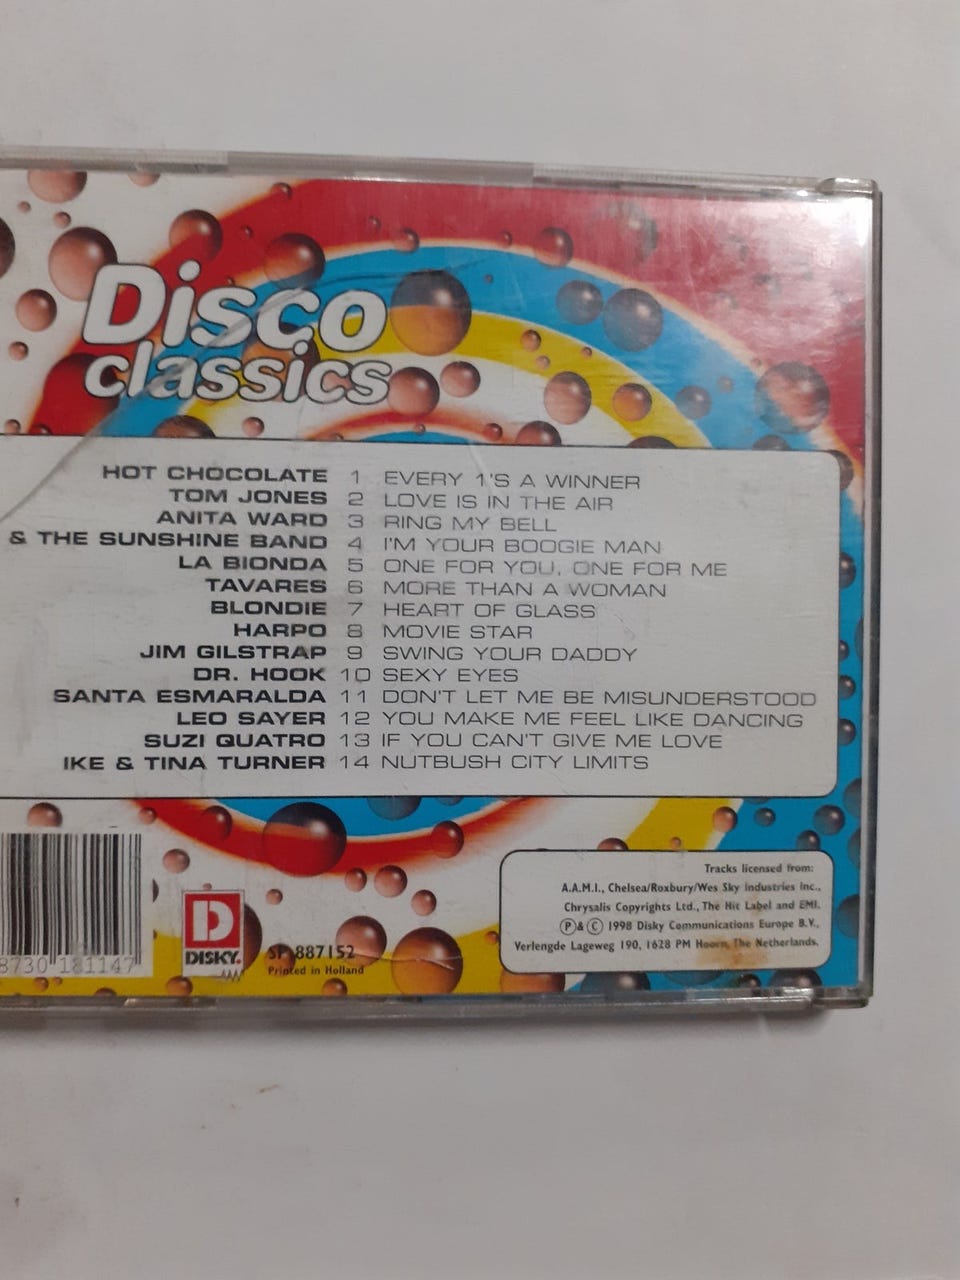 Disco
classics
HOT CHOCOLATE 1 EVERY 1'S A WINNER
TOM JONES 2 LOVE IS IN THE AIR
ANITA WARD 3 RING MY BELL
& THE SUNSHINE BAND 4 I'M YOUR BOOGIE MAN
LA BIONDA 5 ONE FOR YOU, ONE FOR ME
TAVARES 6 MORE THAN A WOMAN
BLONDIE 7 HEART OF GLASS
HARPO 8 MOVIE STAR
JIM GILSTRAP 9 SWING YOUR DADDY
DR. HOOK 10 SEXY EYES
SANTA ESMARALDA 11 DON'T LET ME BE MISUNDERSTOOD
LEO SAYER 12 YOU MAKE ME FEEL LIKE DANCING
SUZI QUATRO 13 IF YOU CAN'T GIVE ME LOVE
IKE & TINA TURNER 14 NUTBUSH CITY LIMITS
Tracks licensed from:
A.A.M.I., Chelsea/Roxbury/Wes Sky industries Inc.,
Chrysalis Copyrights Ltd., The Hit Label and EMI.
Ⓟ&© 1998 Disky Communications Europe B.V.,
Verlengde Lageweg 190, 1628 PM Hoorn, The Netherlands.
D
DISKY.
SP 887152
Printed in Holland
8730 181147